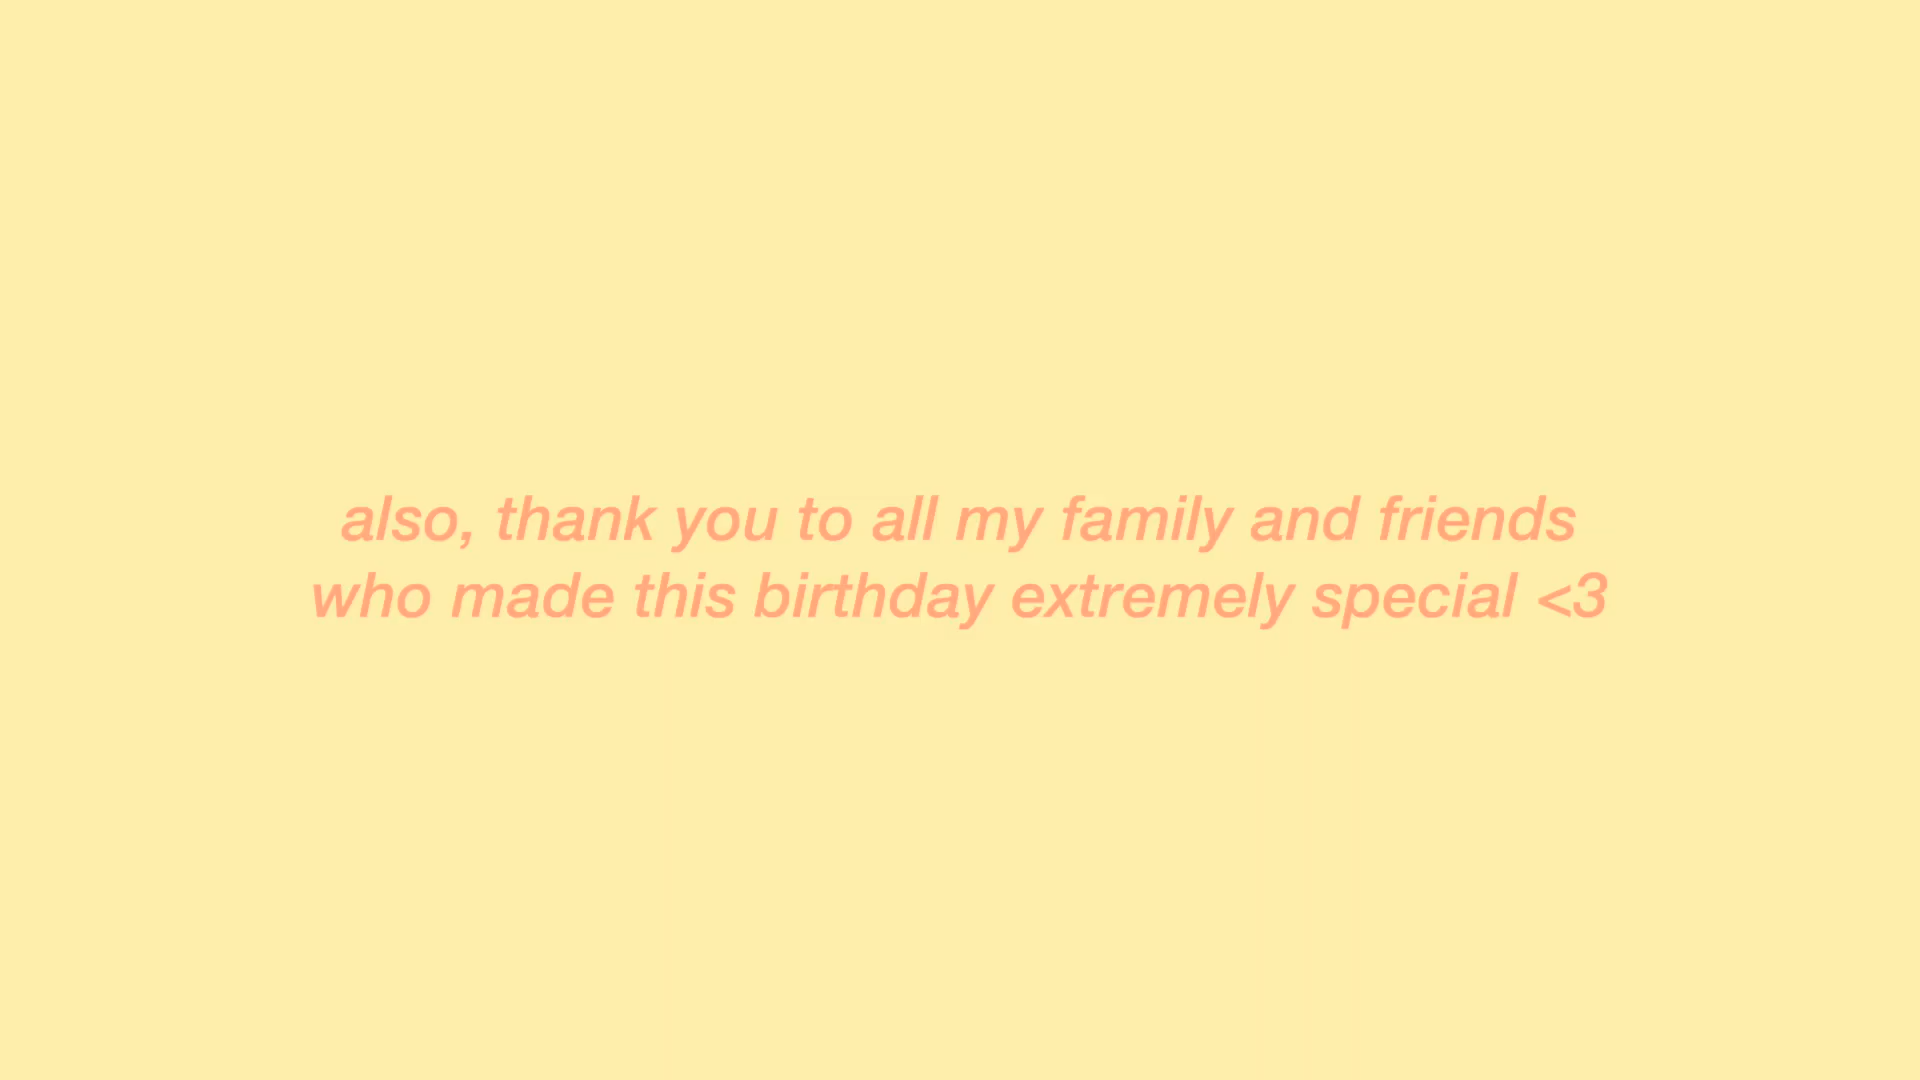 also, thank you to all my family and friends
who made this birthday extremely special <3